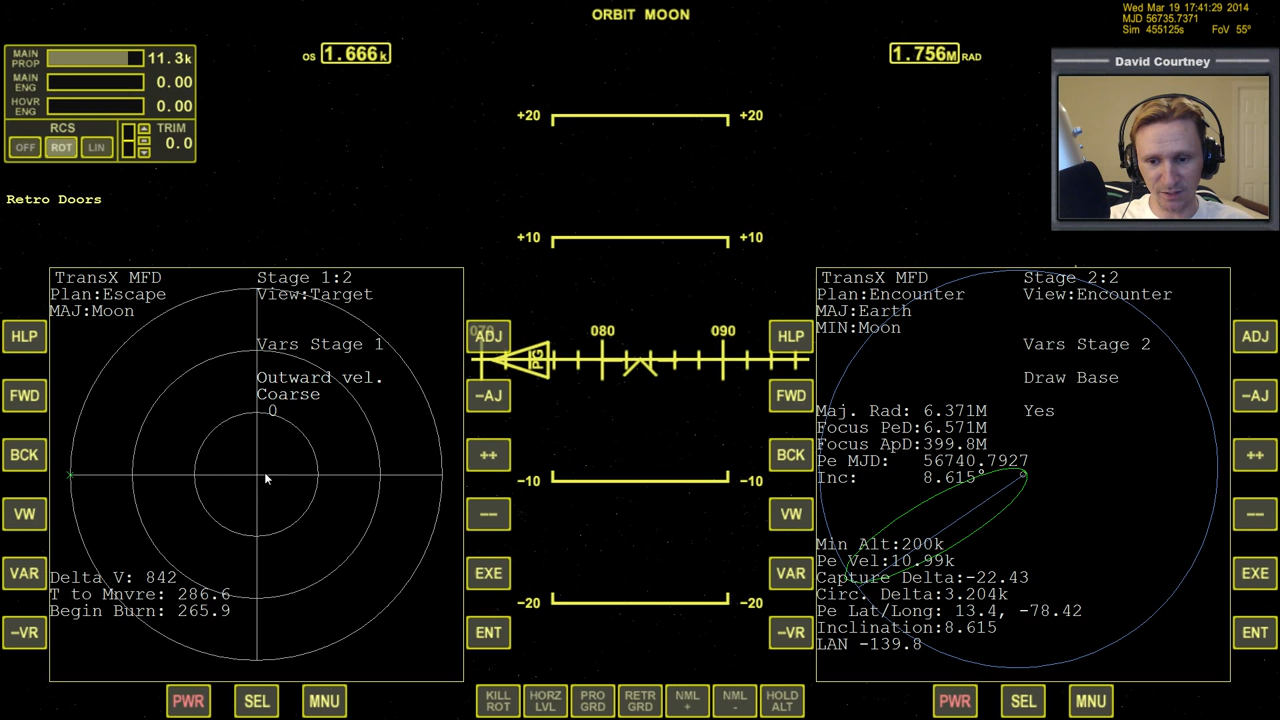 ORBIT MOON
Wed Mar 19 17:41:29 2014
MJD 56735.7371
Sim 455125s FoV 55°
MAIN PROP 11.3k
MAIN ENG 0.00
HOVR ENG 0.00
RCS TRIM
OFF ROT LIN 0.0
OS 1.666k
1.756M RAD
David Courtney
Retro Doors
+20 +20
+10 +10
070 080 090
PG
-10 -10
-20 -20
TransX MFD Stage 1:2
Plan:Escape View:Target
MAJ:Moon
Vars Stage 1
Outward vel.
Coarse
0
Delta V: 842
T to Mnvre: 286.6
Begin Burn: 265.9
HLP
FWD
BCK
VW
VAR
-VR
ADJ
-AJ
++
--
EXE
ENT
PWR SEL MNU
KILL ROT
HORZ LVL
PRO GRD
RETR GRD
NML +
NML -
HOLD ALT
TransX MFD Stage 2:2
Plan:Encounter View:Encounter
MAJ:Earth
MIN:Moon
Vars Stage 2
Draw Base
Maj. Rad: 6.371M Yes
Focus PeD: 6.571M
Focus ApD:399.8M
Pe MJD: 56740.7927
Inc: 8.615°
Min Alt:200k
Pe Vel:10.99k
Capture Delta:-22.43
Circ. Delta:3.204k
Pe Lat/Long: 13.4, -78.42
Inclination:8.615
LAN -139.8
HLP
FWD
BCK
VW
VAR
-VR
ADJ
-AJ
++
--
EXE
ENT
PWR SEL MNU